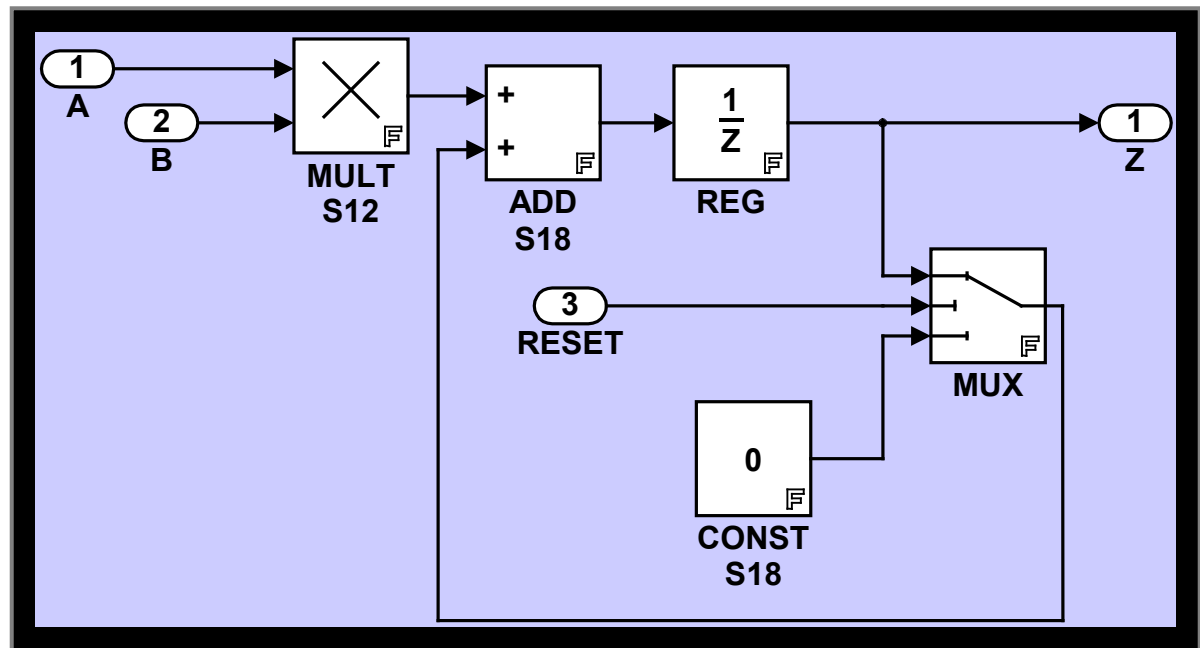 1
A
2
B
F
MULT
S12
+
+
F
ADD
S18
1
Z
F
REG
1
Z
3
RESET
F
MUX
0
F
CONST
S18